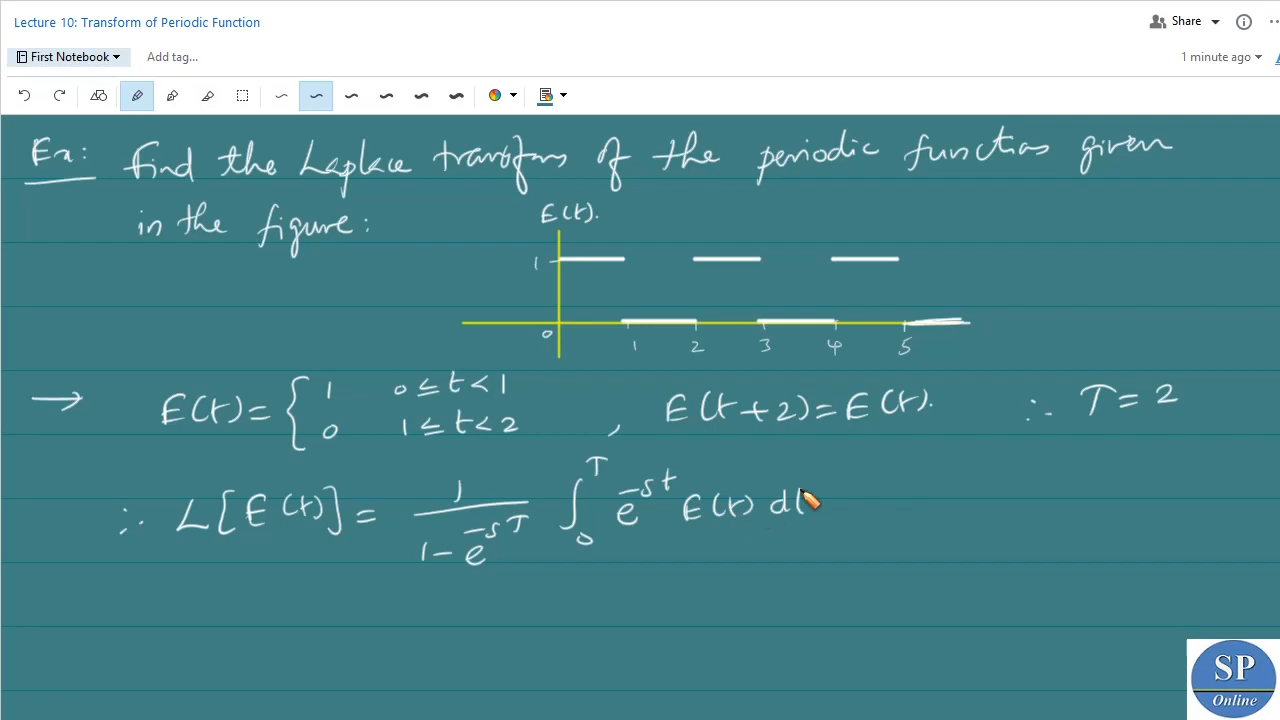 Lecture 10: Transform of Periodic Function
Share
First Notebook Add tag...
1 minute ago
Ex: Find the Laplace transform of the periodic function given
in the figure:
E(t).
1
0 1 2 3 4 5
→ E(t) = { 1 0 ≤ t < 1
0 1 ≤ t < 2 , E(t+2) = E(t). ∴ T = 2
∴ L[E(t)] = 1/(1 - e^{-sT}) ∫_0^T e^{-st} E(t) d
SP
Online